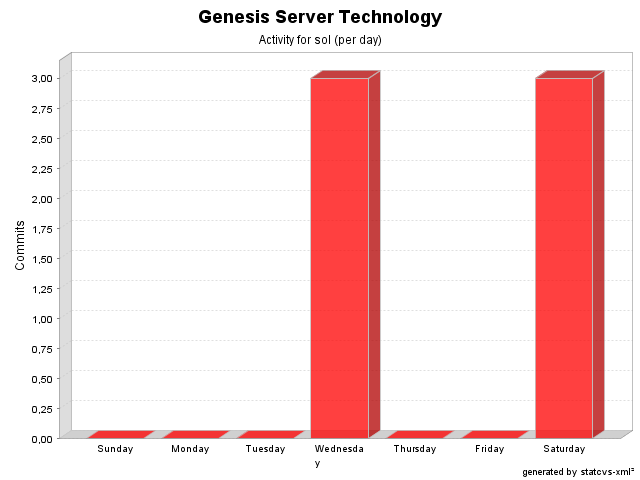 Genesis Server Technology
Activity for sol (per day)
Commits
3,00
2,75
2,50
2,25
2,00
1,75
1,50
1,25
1,00
0,75
0,50
0,25
0,00
Sunday Monday Tuesday Wednesda Thursday Friday Saturday
y
generated by statcvs-xml²